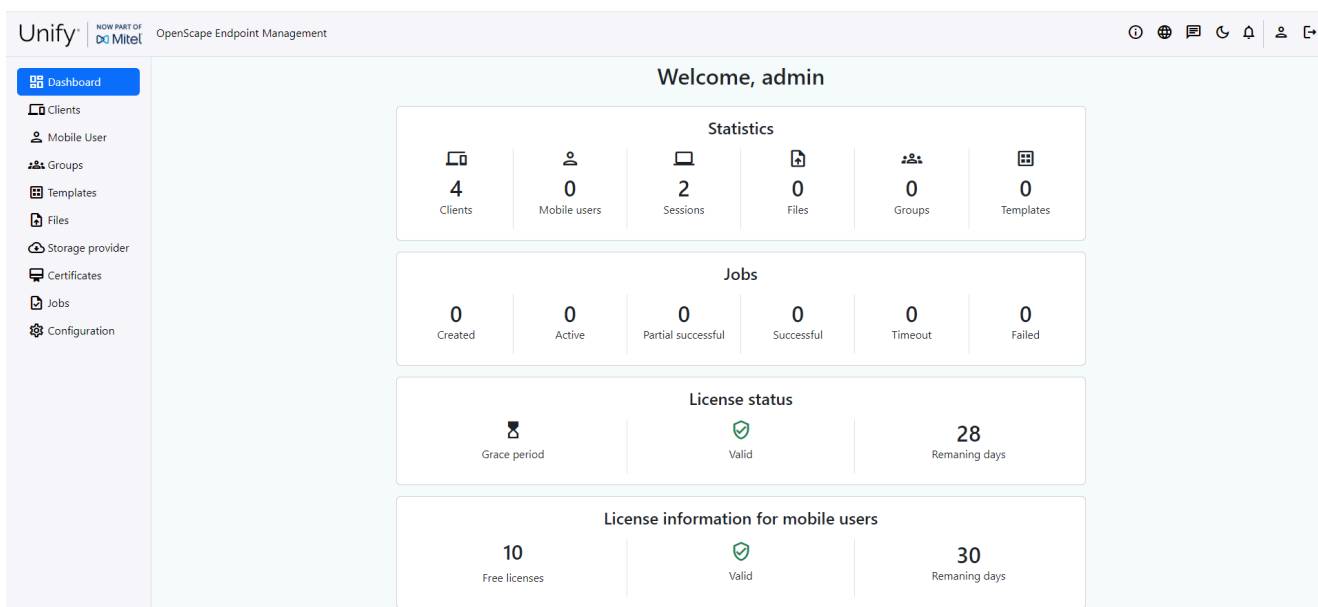 Unify
NOW PART OF
Mitel
OpenScape Endpoint Management
Dashboard
Clients
Mobile User
Groups
Templates
Files
Storage provider
Certificates
Jobs
Configuration
Welcome, admin
Statistics
4 0 2 0 0 0
Clients Mobile users Sessions Files Groups Templates
Jobs
0 0 0 0 0 0
Created Active Partial successful Successful Timeout Failed
License status
28
Grace period Valid Remaning days
License information for mobile users
10 30
Free licenses Valid Remaning days